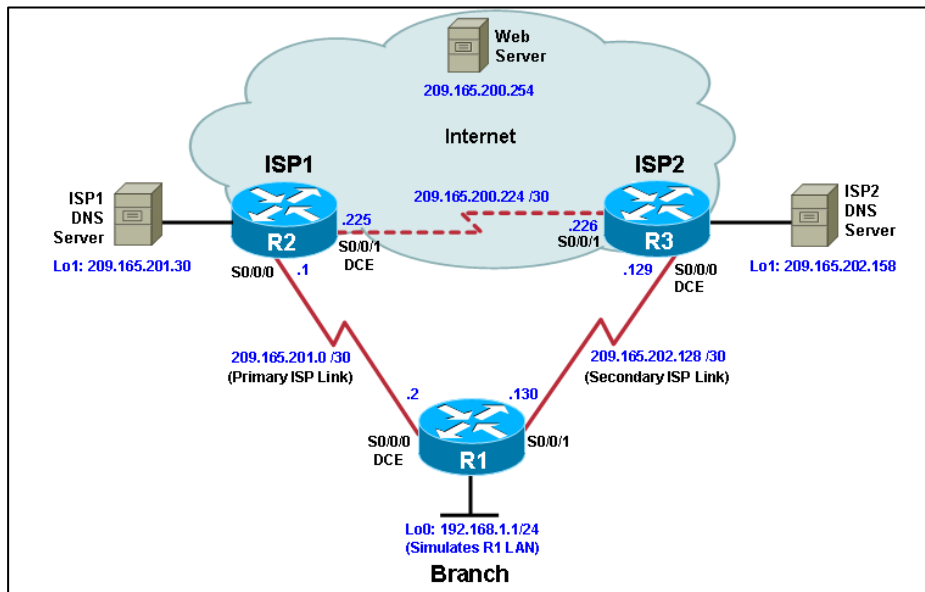 Web
Server
209.165.200.254
Internet
ISP1
ISP2
ISP1
DNS
Server
209.165.200.224 /30
ISP2
DNS
Server
.225
.226
R2
S0/0/1
DCE
S0/0/1
R3
Lo1: 209.165.201.30
S0/0/0
.1
.129
S0/0/0
DCE
Lo1: 209.165.202.158
209.165.201.0 /30
(Primary ISP Link)
209.165.202.128 /30
(Secondary ISP Link)
.2
.130
S0/0/0
DCE
S0/0/1
R1
Lo0: 192.168.1.1/24
(Simulates R1 LAN)
Branch